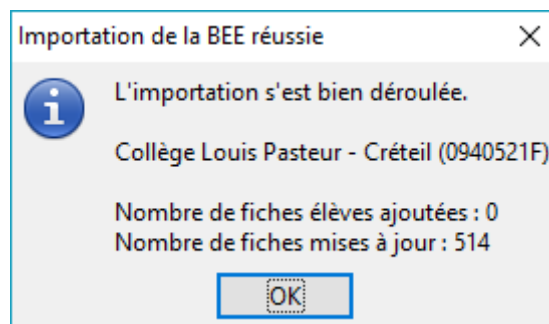 Importation de la BEE réussie
L'importation s'est bien déroulée.
Collège Louis Pasteur - Créteil (0940521F)
Nombre de fiches élèves ajoutées : 0
Nombre de fiches mises à jour : 514
OK